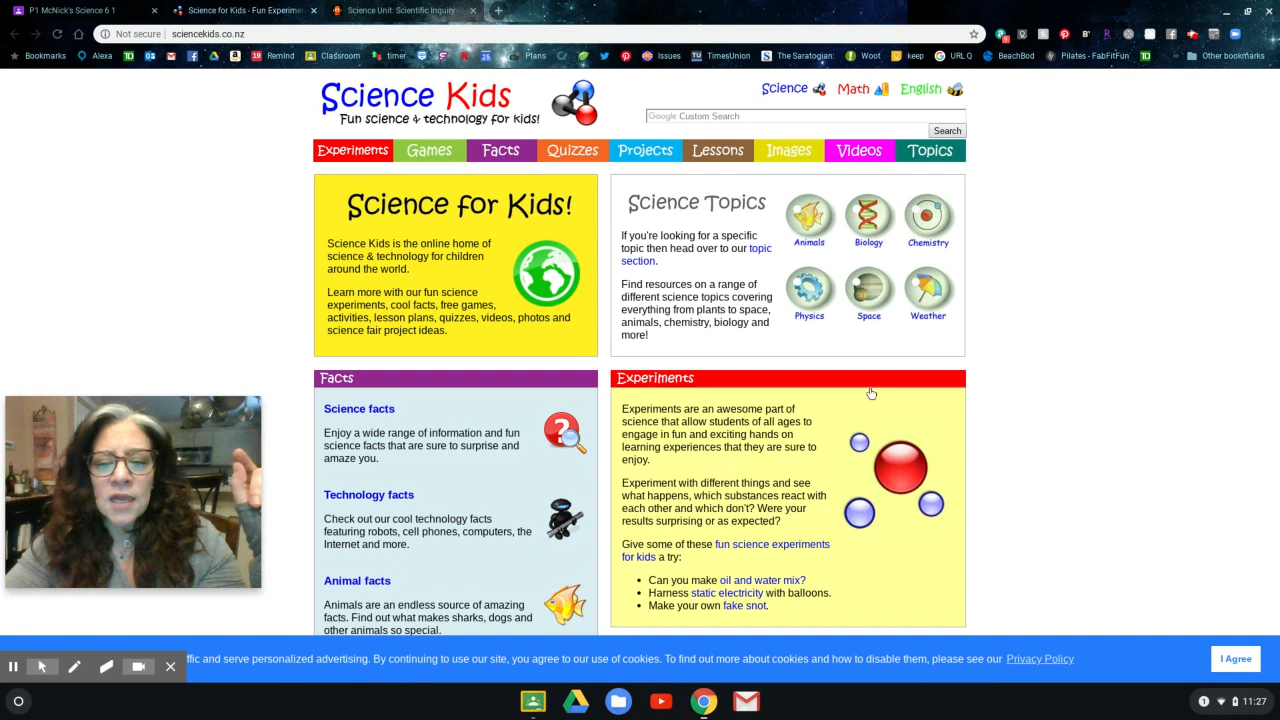 P1 McNick's Science 6 1
Science for Kids - Fun Experimen
Science Unit: Scientific Inquiry
Not secure | sciencekids.co.nz
Bookmarks Alexa Remind Classroom timer Plans Issues TimesUnion The Saratogian: Woot keep URL Q BeachBod Pilates - FabFitFun Other bookmarks
Science Kids
Fun science & technology for kids!
Science Math English
Google Custom Search
Search
Experiments Games Facts Quizzes Projects Lessons Images Videos Topics
Science for Kids!
Science Kids is the online home of
science & technology for children
around the world.
Learn more with our fun science
experiments, cool facts, free games,
activities, lesson plans, quizzes, videos, photos and
science fair project ideas.
Science Topics
If you're looking for a specific
topic then head over to our topic
section.
Find resources on a range of
different science topics covering
everything from plants to space,
animals, chemistry, biology and
more!
Animals Biology Chemistry
Physics Space Weather
Facts
Science facts
Enjoy a wide range of information and fun
science facts that are sure to surprise and
amaze you.
Technology facts
Check out our cool technology facts
featuring robots, cell phones, computers, the
Internet and more.
Animal facts
Animals are an endless source of amazing
facts. Find out what makes sharks, dogs and
other animals so special.
Experiments
Experiments are an awesome part of
science that allow students of all ages to
engage in fun and exciting hands on
learning experiences that they are sure to
enjoy.
Experiment with different things and see
what happens, which substances react with
each other and which don't? Were your
results surprising or as expected?
Give some of these fun science experiments
for kids a try:
• Can you make oil and water mix?
• Harness static electricity with balloons.
• Make your own fake snot.
ffic and serve personalized advertising. By continuing to use our site, you agree to our use of cookies. To find out more about cookies and how to disable them, please see our Privacy Policy
I Agree
11:27